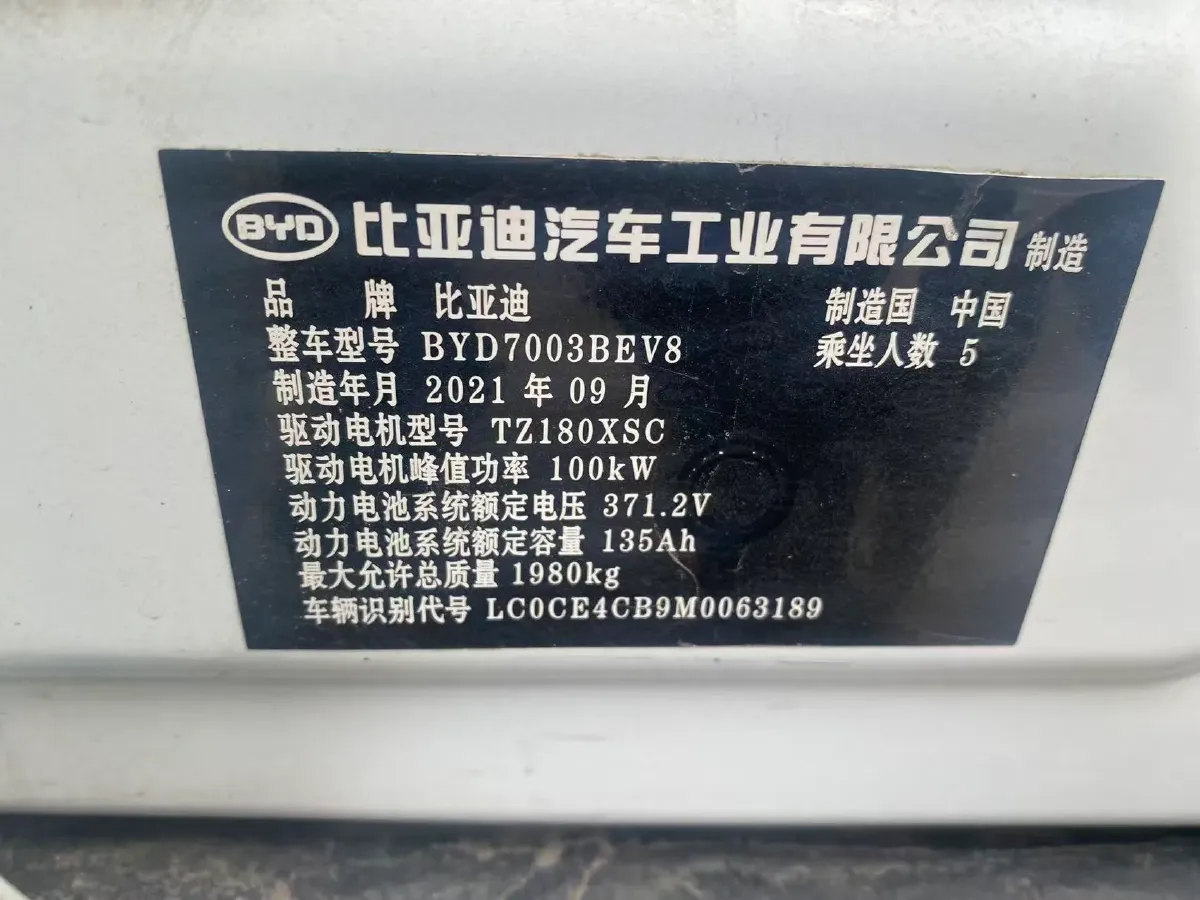 BYD 比亚迪汽车工业有限公司 制造
品 牌 比亚迪 制造国 中国
整车型号 BYD7003BEV8 乘坐人数 5
制造年月 2021 年 09 月
驱动电机型号 TZ180XSC
驱动电机峰值功率 100kW
动力电池系统额定电压 371.2V
动力电池系统额定容量 135Ah
最大允许总质量 1980kg
车辆识别代号 LC0CE4CB9M0063189